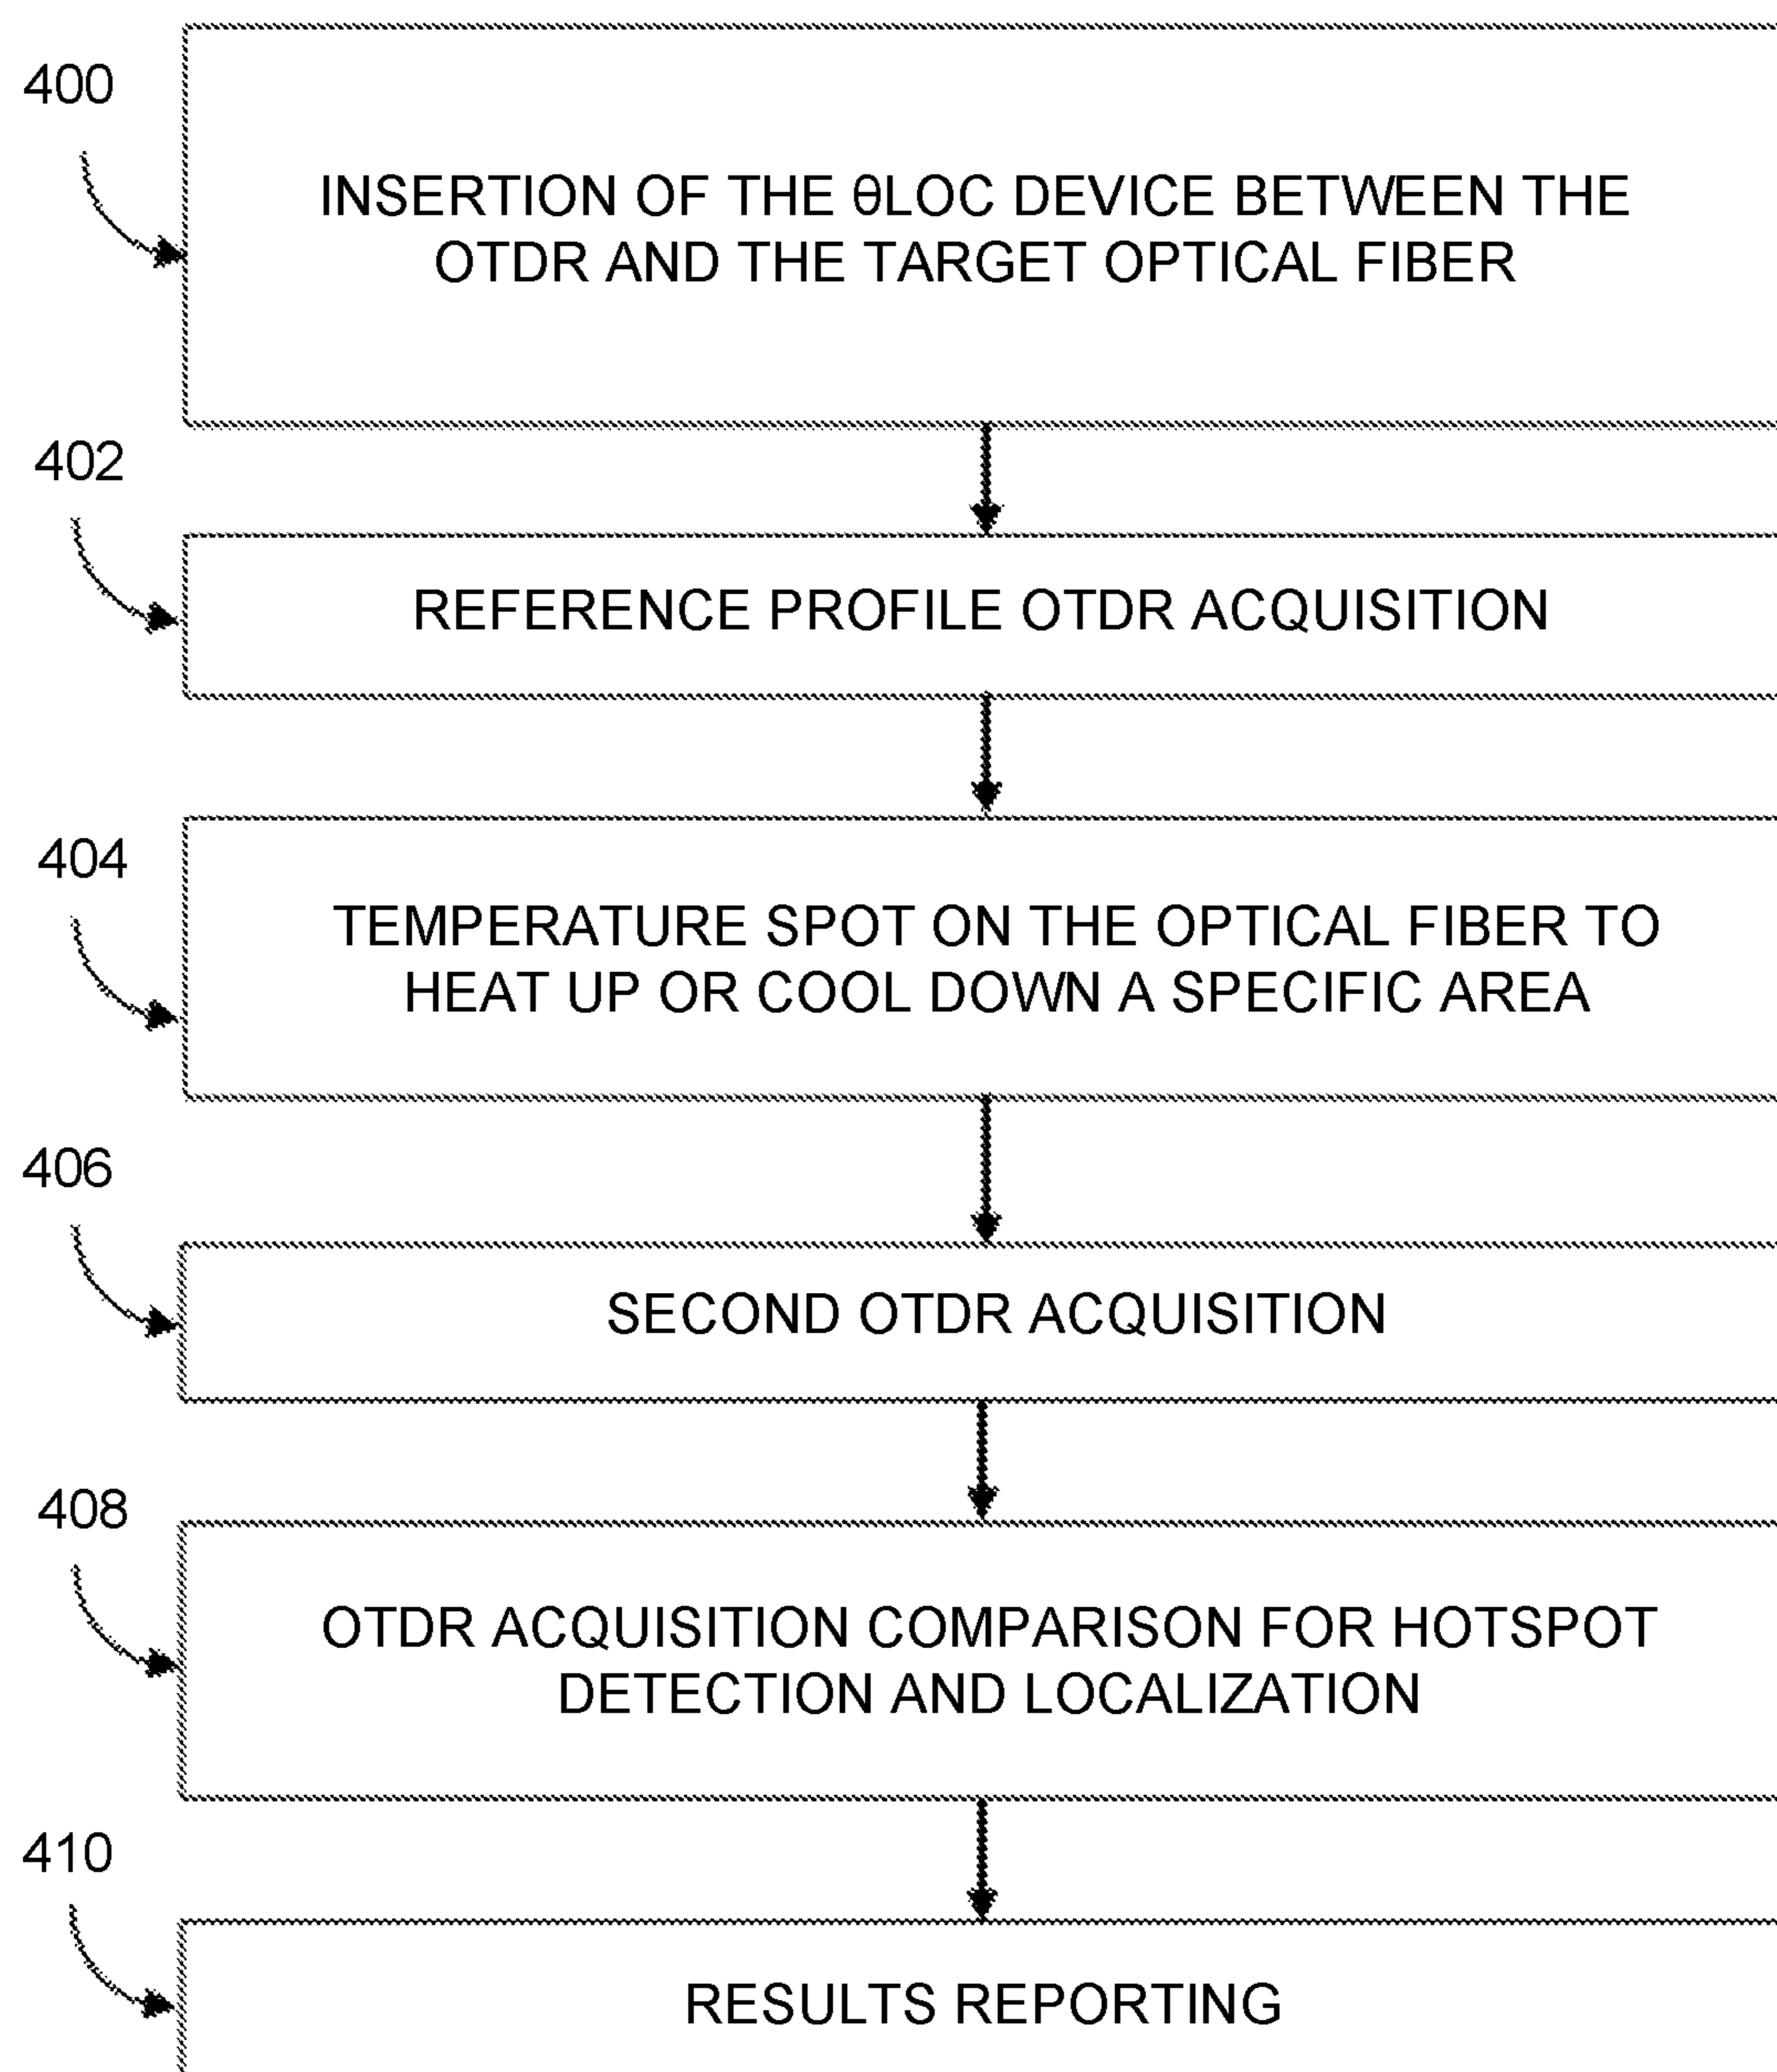 400
INSERTION OF THE θLOC DEVICE BETWEEN THE
OTDR AND THE TARGET OPTICAL FIBER
402
REFERENCE PROFILE OTDR ACQUISITION
404
TEMPERATURE SPOT ON THE OPTICAL FIBER TO
HEAT UP OR COOL DOWN A SPECIFIC AREA
406
SECOND OTDR ACQUISITION
408
OTDR ACQUISITION COMPARISON FOR HOTSPOT
DETECTION AND LOCALIZATION
410
RESULTS REPORTING